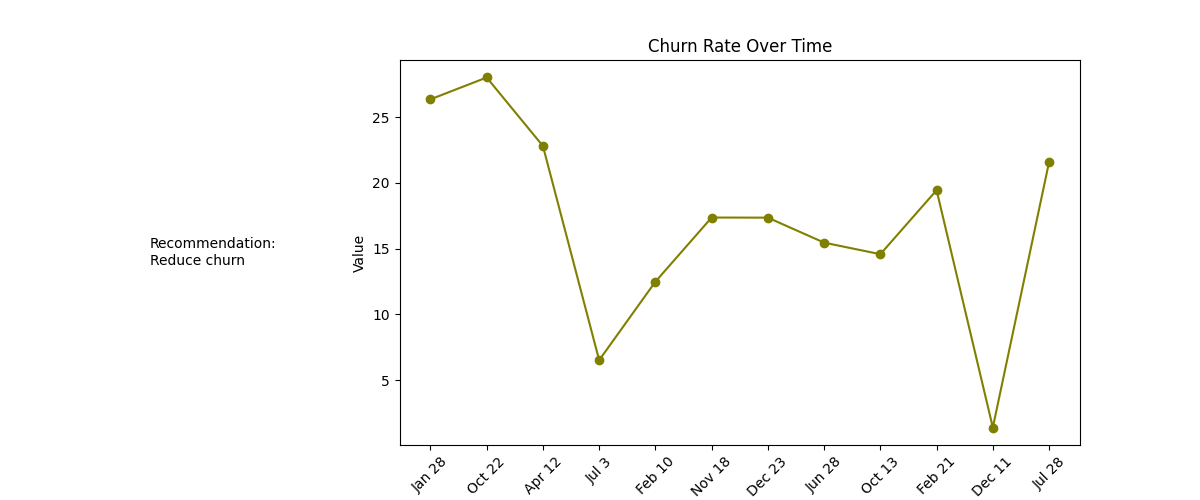 Churn Rate Over Time
Recommendation:
Reduce churn
Value
25
20
15
10
5
Jan 28
Oct 22
Apr 12
Jul 3
Feb 10
Nov 18
Dec 23
Jun 28
Oct 13
Feb 21
Dec 11
Jul 28